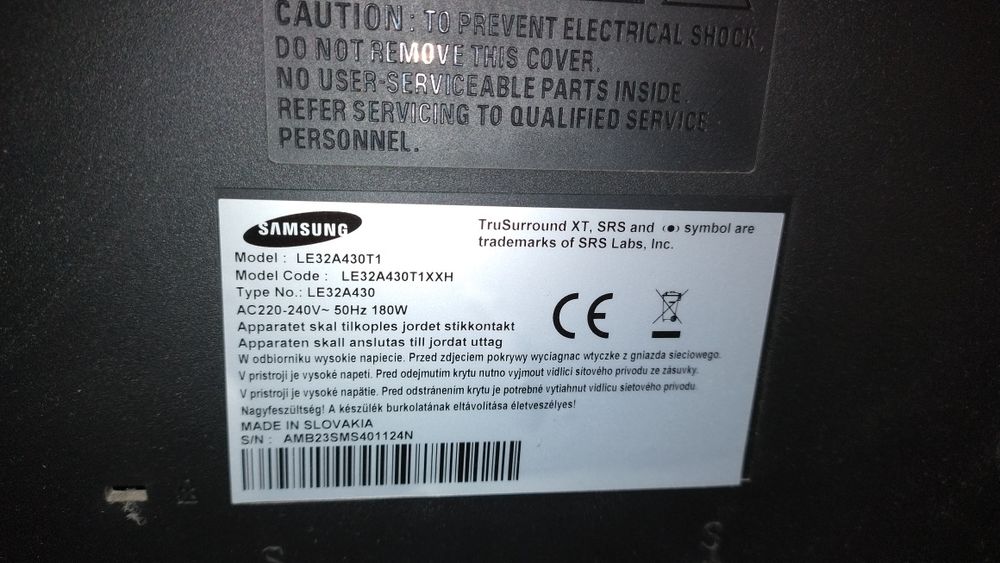 CAUTION: TO PREVENT ELECTRICAL SHOCK,
DO NOT REMOVE THIS COVER.
NO USER-SERVICEABLE PARTS INSIDE.
REFER SERVICING TO QUALIFIED SERVICE
PERSONNEL.
SAMSUNG
TruSurround XT, SRS and (●) symbol are
trademarks of SRS Labs, Inc.
Model : LE32A430T1
Model Code : LE32A430T1XXH
Type No.: LE32A430
AC220-240V~ 50Hz 180W
Apparatet skal tilkoples jordet stikkontakt
Apparaten skall anslutas till jordat uttag
W odbiorniku wysokie napiecie. Przed zdjeciem pokrywy wyciagnac wtyczke z gniazda sieciowego.
V pristroji je vysoké napeti. Pred odejmutim krytu nutno vyjmout vidlici sitového prívodu ze zásuvky.
V pristroji je vysoké napätie. Pred odstránením krytu je potrebné vytiahnut vidlicu sietového prívodu.
Nagyfeszültség! A készülék burkolatának eltávolítása életveszélyes!
MADE IN SLOVAKIA
S/N : AMB23SMS401124N
CE
S
S